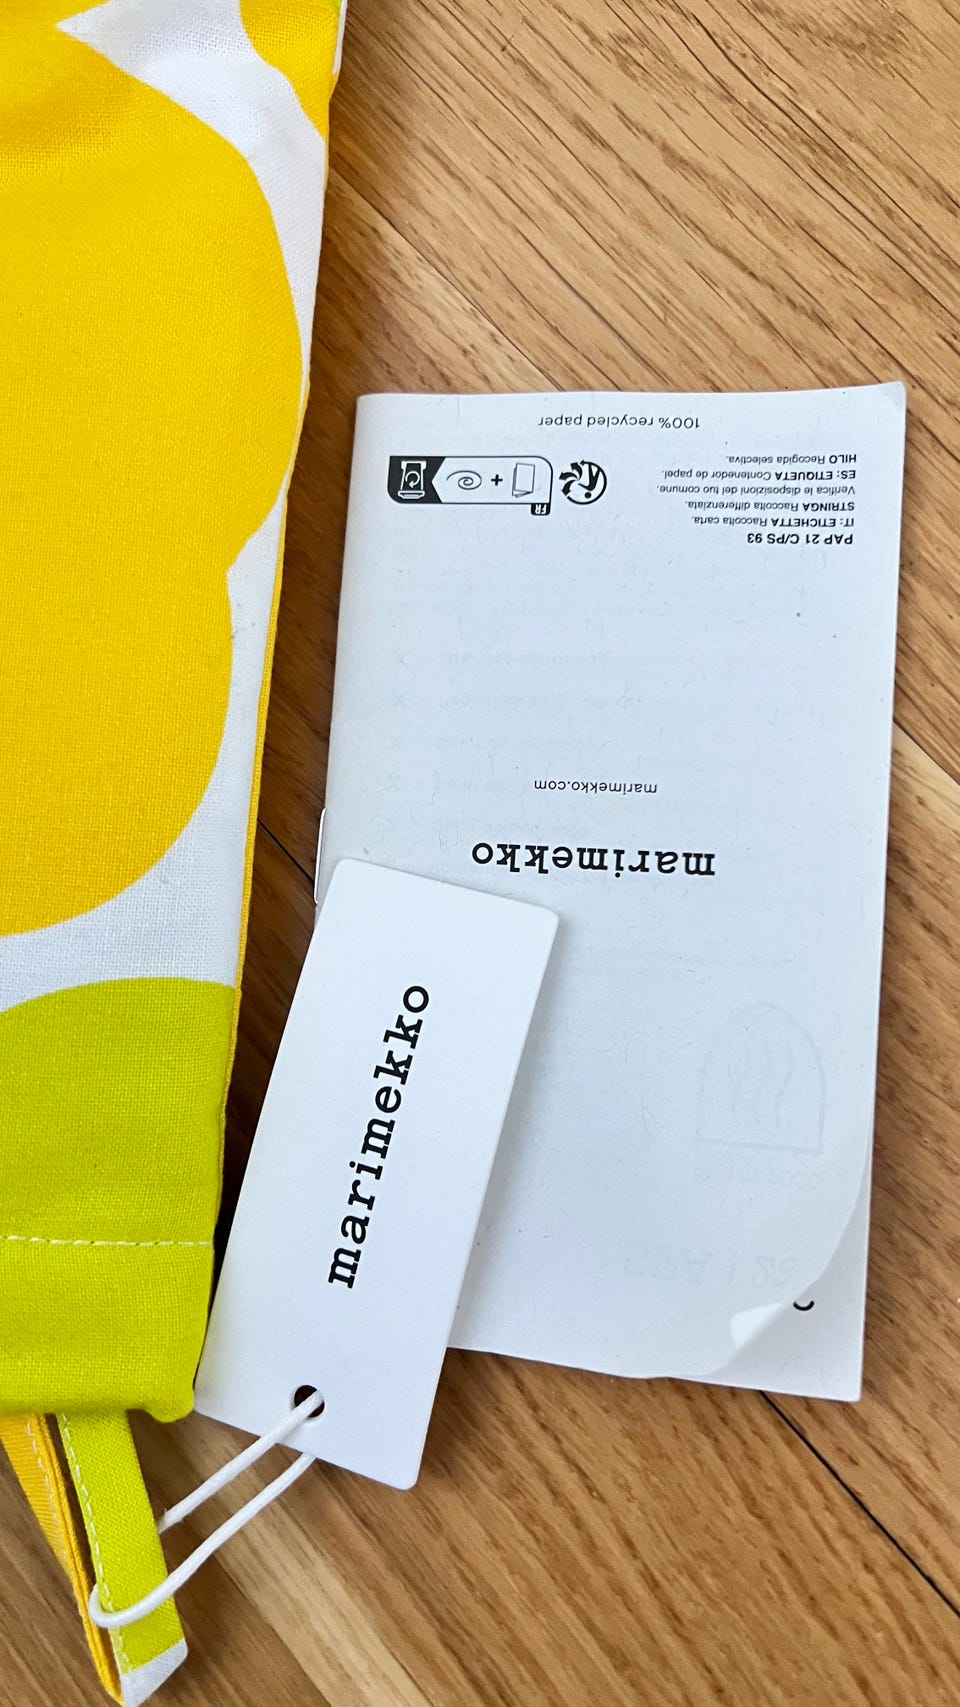 marimekko
marimekko
marimekko.com
PAP 21 C/PS 93
IT: ETICHETTA Raccolta carta.
STRINGA Raccolta differenziata.
Verifica le disposizioni del tuo comune.
ES: ETIQUETA Contenedor de papel.
HILO Recogida selectiva.
FR
+
100% recycled paper